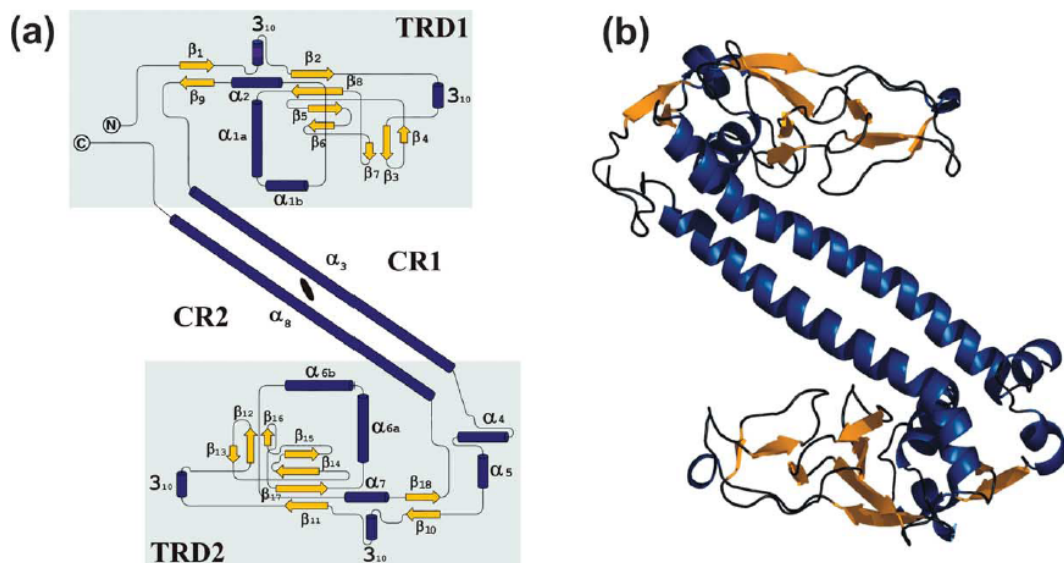 (a)
TRD1
3₁₀
β₁
β₂
β₈
β₉
α₂
3₁₀
α₁ₐ
β₅
β₆
β₄
N
C
β₇
β₃
α₁b
α₃
CR1
CR2
α₈
α₆b
β₁₂
β₁₆
α₄
α₆ₐ
β₁₃
β₁₅
β₁₄
α₅
3₁₀
β₁₇
α₇
β₁₈
β₁₁
β₁₀
3₁₀
TRD2
(b)